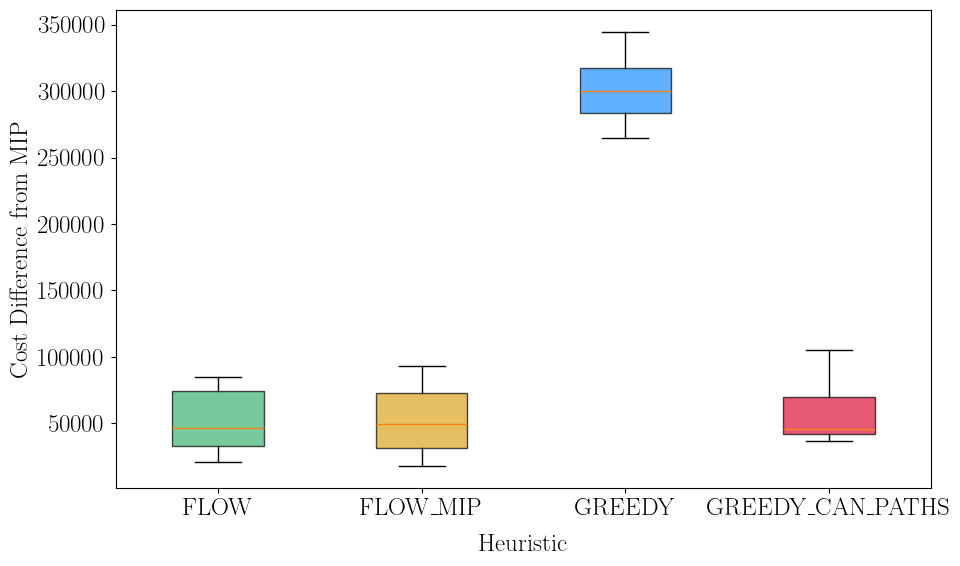 350000
300000
250000
200000
150000
100000
50000
Cost Difference from MIP
FLOW
FLOW_MIP
GREEDY
GREEDY_CAN_PATHS
Heuristic